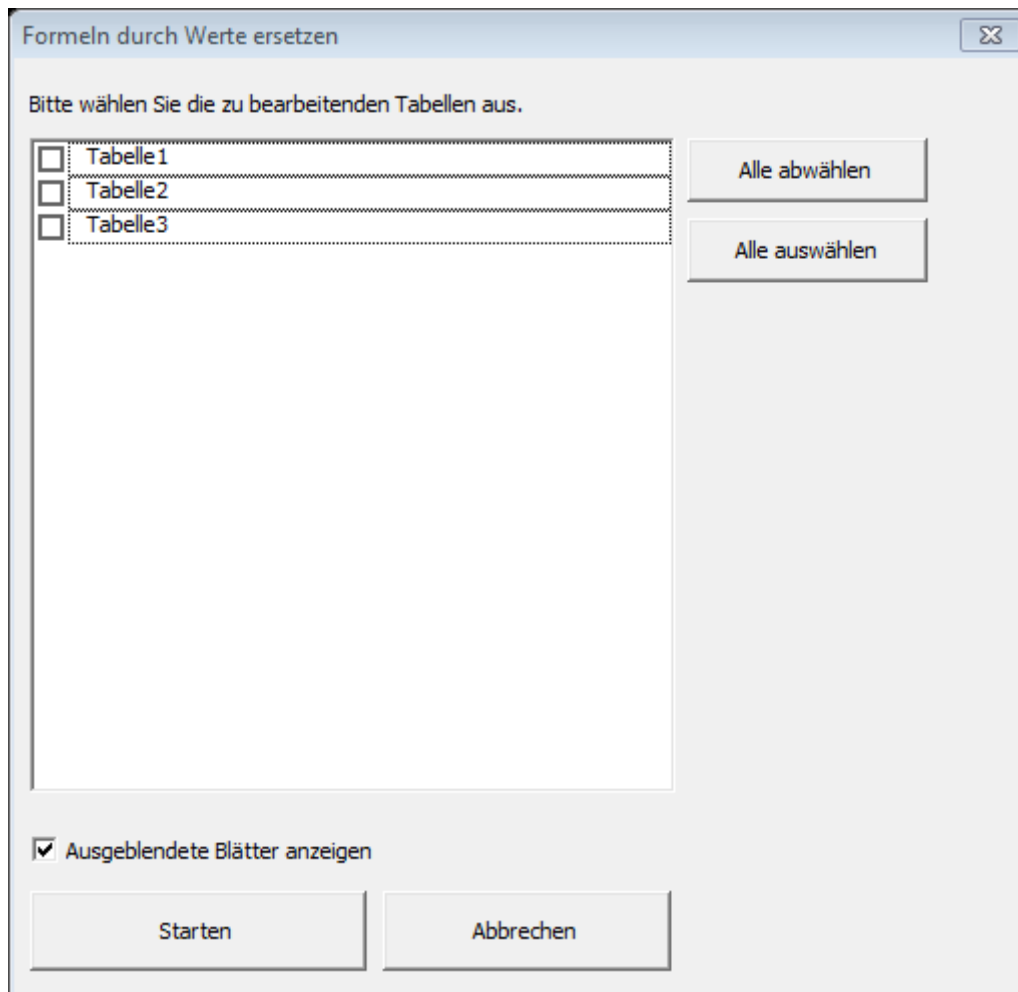 Formeln durch Werte ersetzen
Bitte wählen Sie die zu bearbeitenden Tabellen aus.
Tabelle1
Tabelle2
Tabelle3
Alle abwählen
Alle auswählen
Ausgeblendete Blätter anzeigen
Starten
Abbrechen